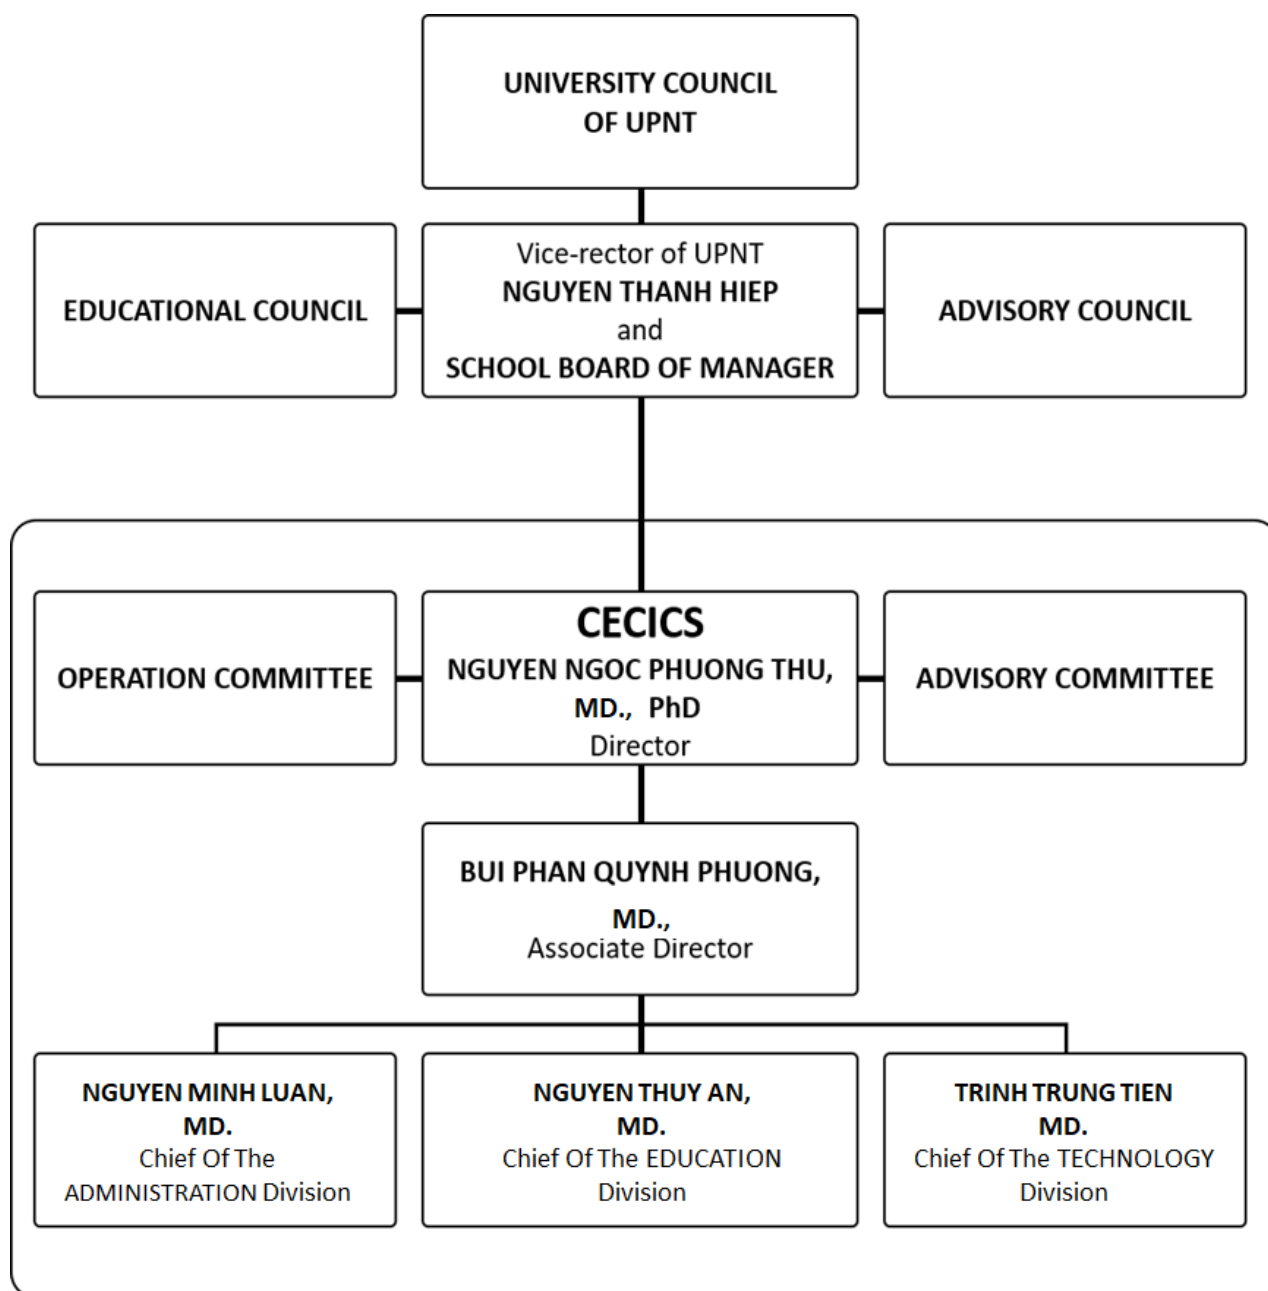 UNIVERSITY COUNCIL
OF UPNT
EDUCATIONAL COUNCIL
Vice-rector of UPNT
NGUYEN THANH HIEP
and
SCHOOL BOARD OF MANAGER
ADVISORY COUNCIL
OPERATION COMMITTEE
CECICS
NGUYEN NGOC PHUONG THU,
MD., PhD
Director
ADVISORY COMMITTEE
BUI PHAN QUYNH PHUONG,
MD.,
Associate Director
NGUYEN MINH LUAN,
MD.
Chief Of The
ADMINISTRATION Division
NGUYEN THUY AN,
MD.
Chief Of The EDUCATION
Division
TRINH TRUNG TIEN
MD.
Chief Of The TECHNOLOGY
Division